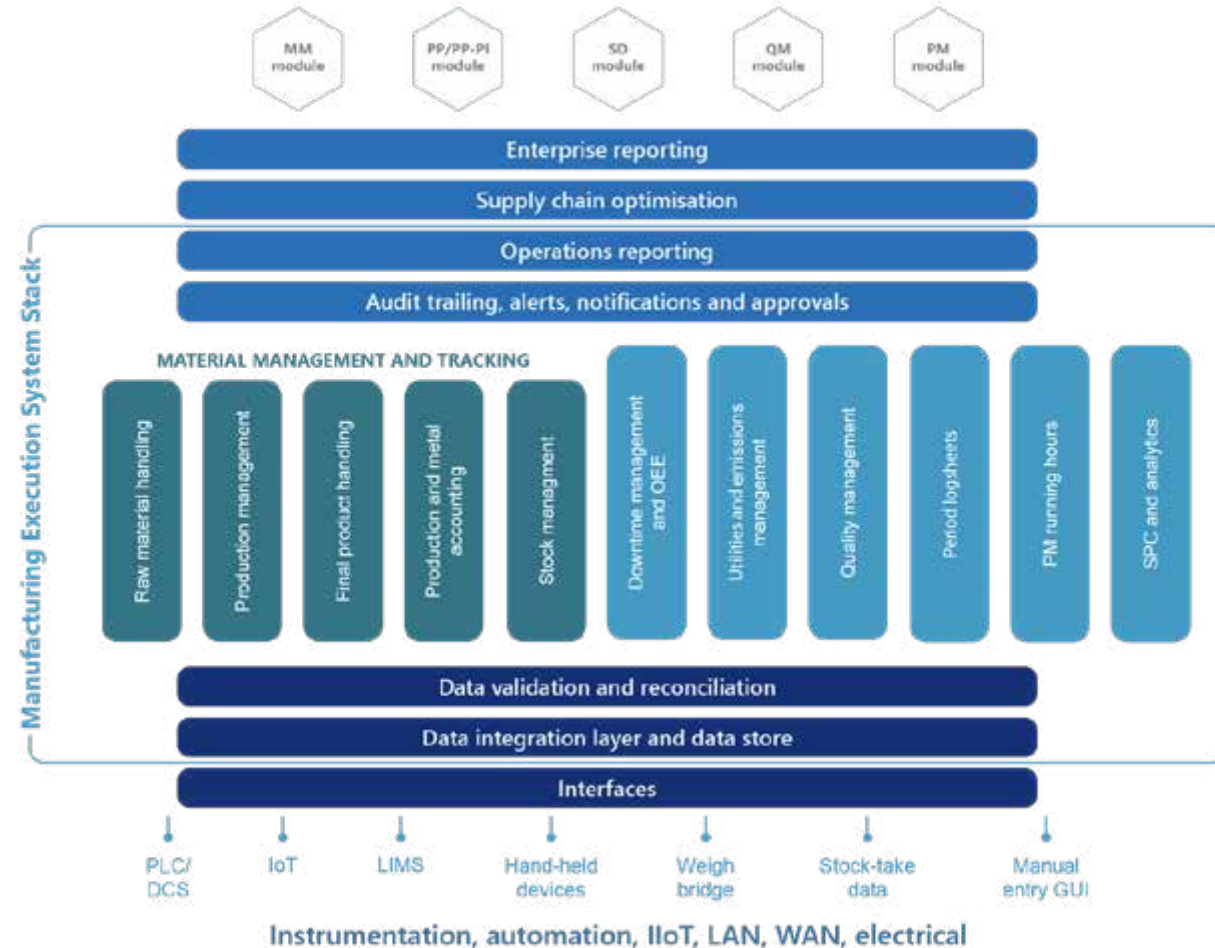 MM
module
PP/PP-PI
module
SD
module
QM
module
PM
module
Enterprise reporting
Supply chain optimisation
Operations reporting
Audit trailing, alerts, notifications and approvals
Manufacturing Execution System Stack
MATERIAL MANAGEMENT AND TRACKING
Raw material handling
Production management
Final product handling
Production and metal
accounting
Stock managment
Downtime management
and OEE
Utilities and emissions
management
Quality management
Period logsheets
PM running hours
SPC and analytics
Data validation and reconciliation
Data integration layer and data store
Interfaces
PLC/
DCS
IoT
LIMS
Hand-held
devices
Weigh
bridge
Stock-take
data
Manual
entry GUI
Instrumentation, automation, IIoT, LAN, WAN, electrical